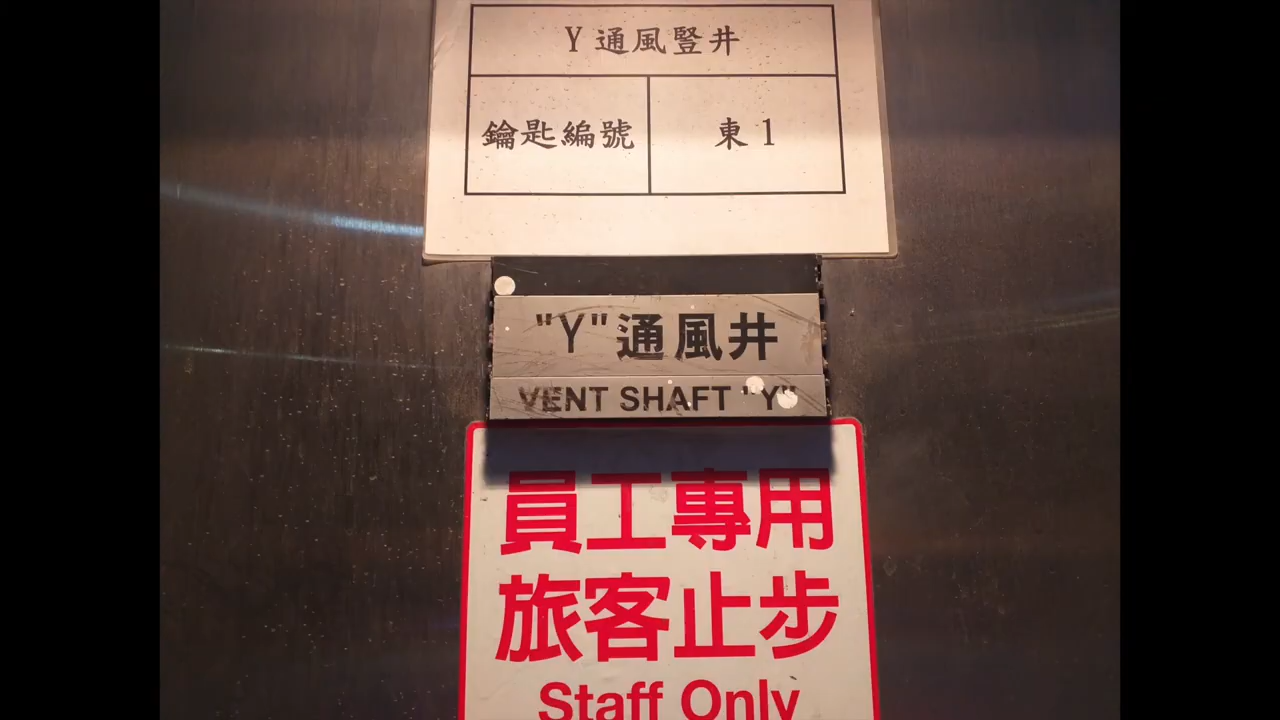 Y通風豎井
鑰匙編號 東1
"Y"通風井
VENT SHAFT "Y"
員工專用
旅客止步
Staff Only